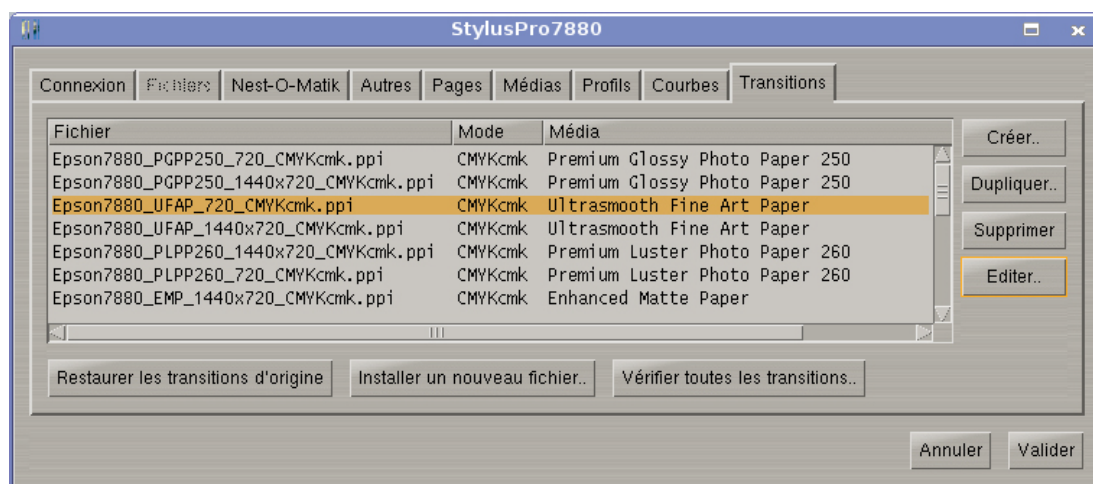 StylusPro7880
Connexion Fichiers Nest-O-Matik Autres Pages Médias Profils Courbes Transitions
Fichier Mode Média
Epson7880_PGPP250_720_CMYKcmk.ppi CMYKcmk Premium Glossy Photo Paper 250
Epson7880_PGPP250_1440x720_CMYKcmk.ppi CMYKcmk Premium Glossy Photo Paper 250
Epson7880_UFAP_720_CMYKcmk.ppi CMYKcmk Ultrasmooth Fine Art Paper
Epson7880_UFAP_1440x720_CMYKcmk.ppi CMYKcmk Ultrasmooth Fine Art Paper
Epson7880_PLPP260_1440x720_CMYKcmk.ppi CMYKcmk Premium Luster Photo Paper 260
Epson7880_PLPP260_720_CMYKcmk.ppi CMYKcmk Premium Luster Photo Paper 260
Epson7880_EMP_1440x720_CMYKcmk.ppi CMYKcmk Enhanced Matte Paper
Créer..
Dupliquer..
Supprimer
Editer..
Restaurer les transitions d'origine Installer un nouveau fichier.. Vérifier toutes les transitions..
Annuler Valider